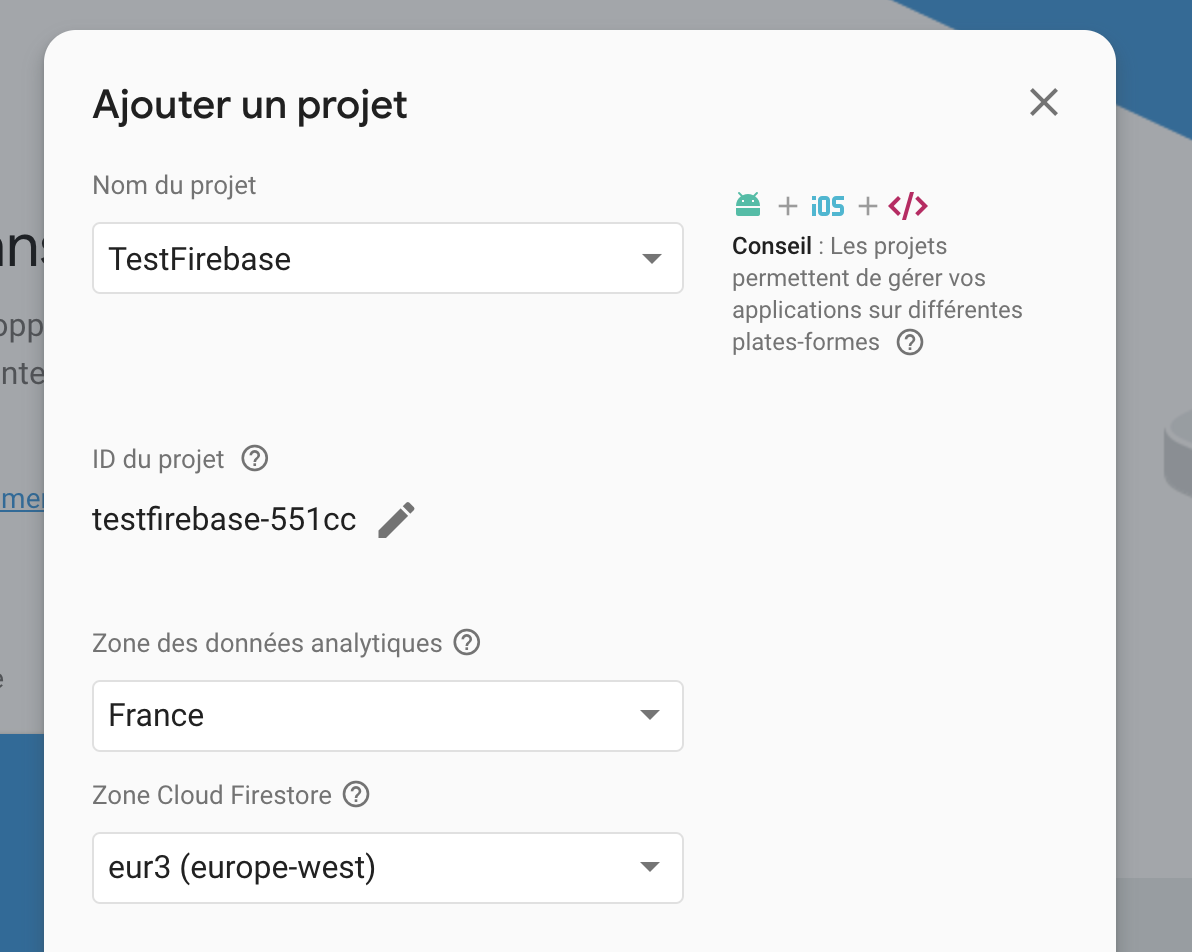 Ajouter un projet
Nom du projet
TestFirebase
iOS
Conseil : Les projets
permettent de gérer vos
applications sur différentes
plates-formes
ID du projet
testfirebase-551cc
Zone des données analytiques
France
Zone Cloud Firestore
eur3 (europe-west)